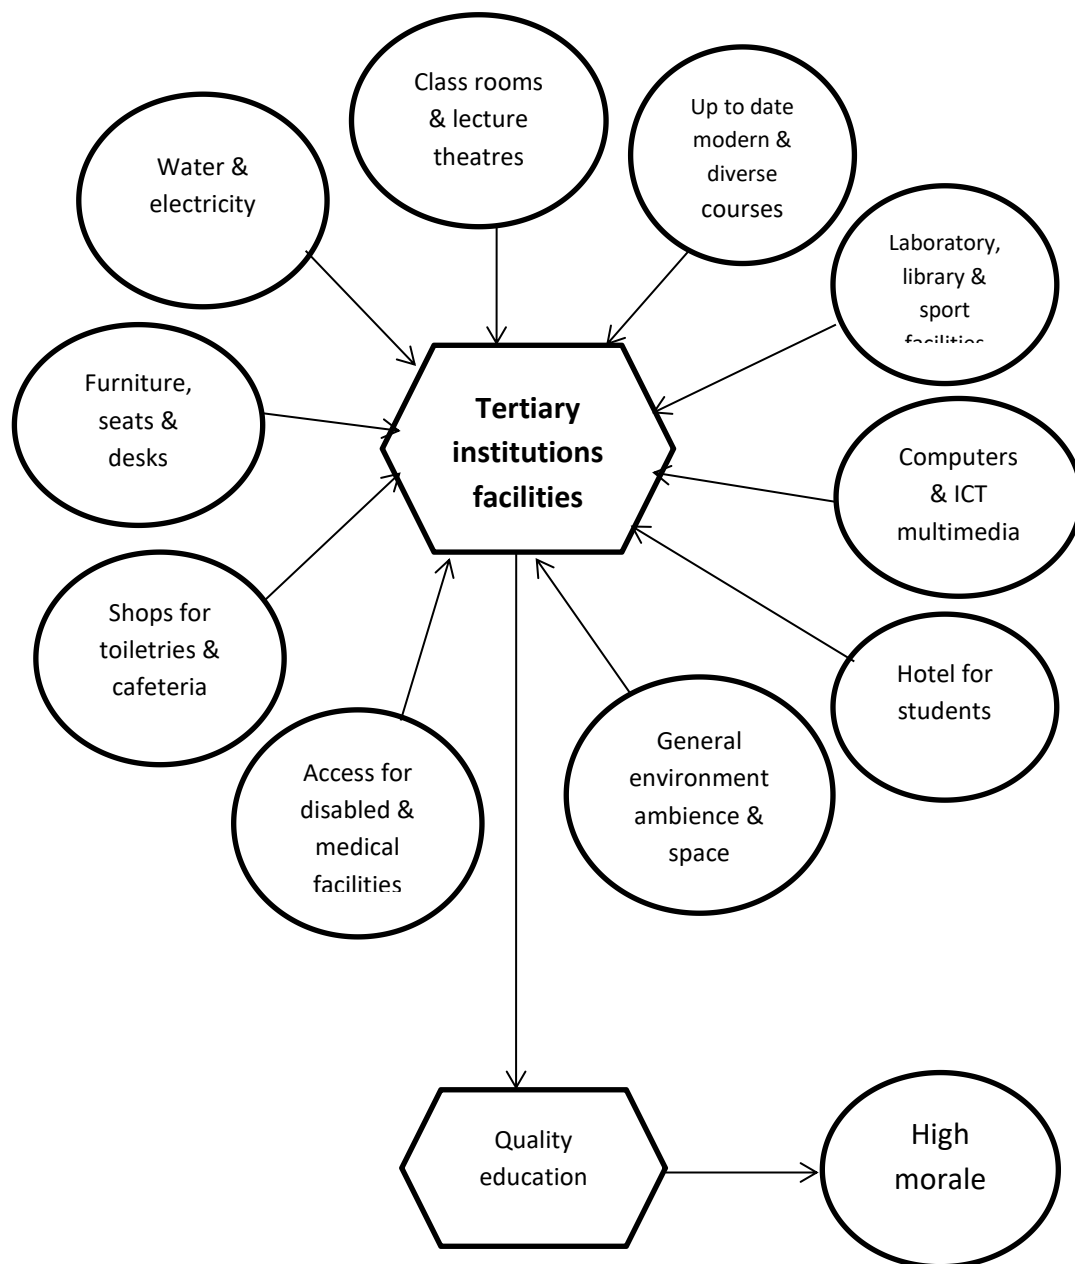 Class rooms
& lecture
theatres
Up to date
modern &
diverse
courses
Water &
electricity
Laboratory,
library &
sport
facilities
Furniture,
seats &
desks
Tertiary
institutions
facilities
Computers
& ICT
multimedia
Shops for
toiletries &
cafeteria
Hotel for
students
Access for
disabled &
medical
facilities
General
environment
ambience &
space
Quality
education
High
morale